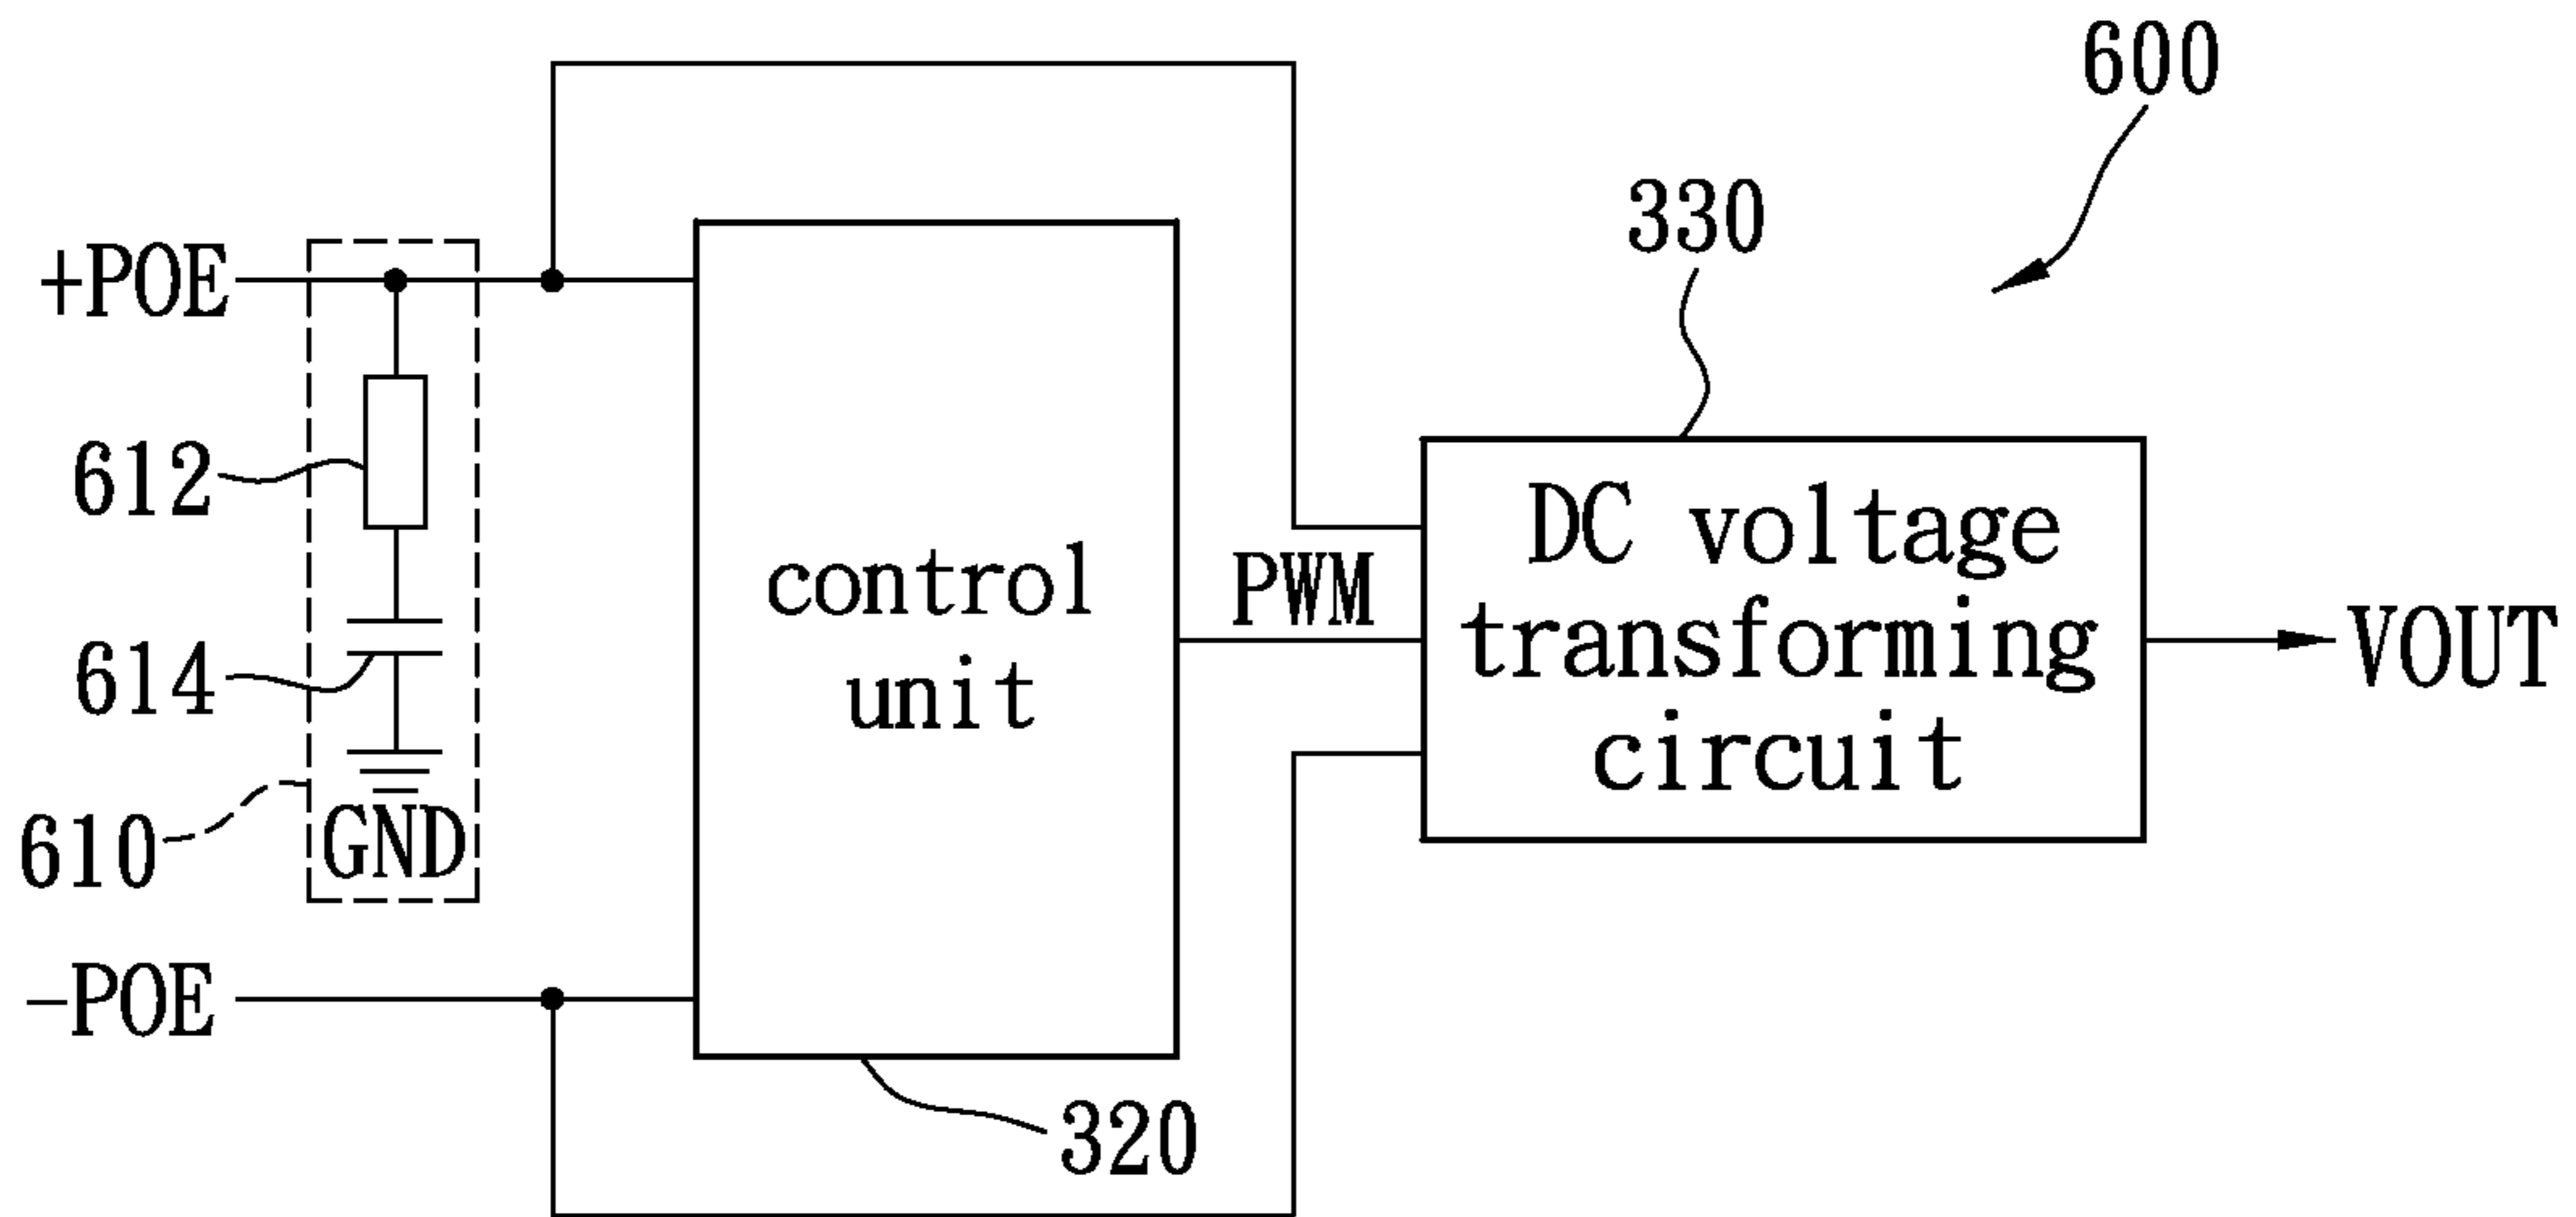 600
330
+POE
612
614
610
GND
-POE
control
unit
PWM
DC voltage
transforming
circuit
VOUT
320